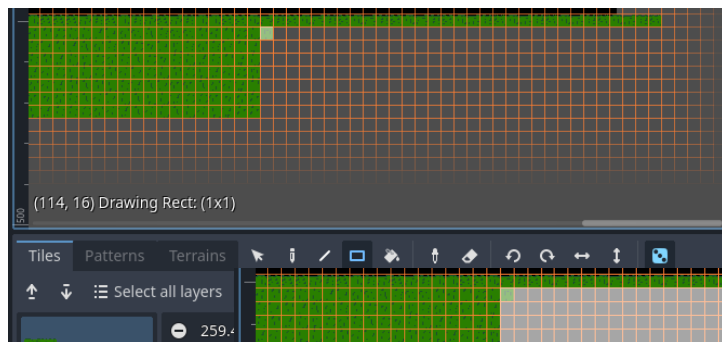 (114, 16) Drawing Rect: (1x1)
500
Tiles Patterns Terrains
Select all layers
259.4